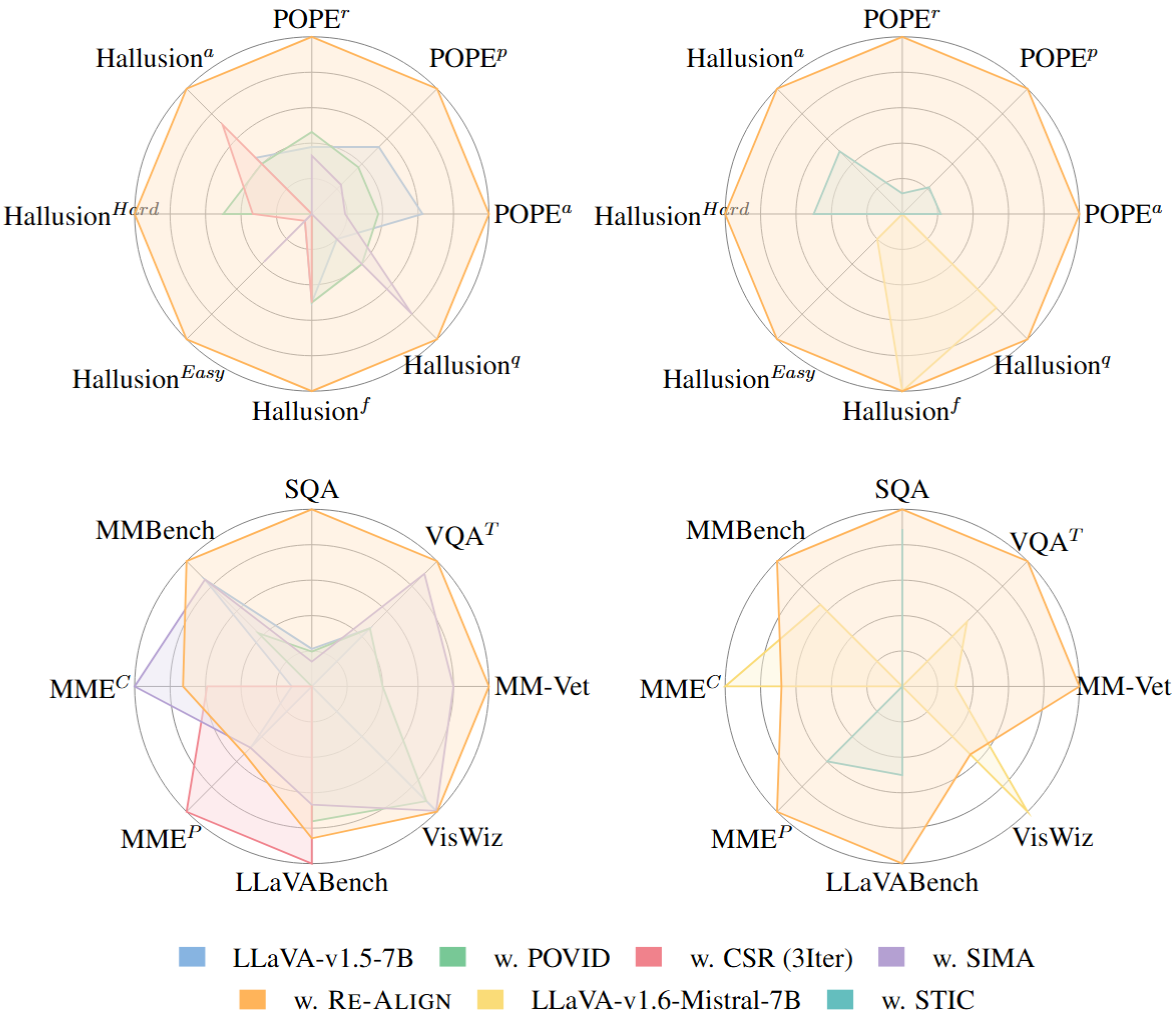 POPE^r POPE^r
Hallusion^a POPE^p Hallusion^a POPE^p
Hallusion^Hard POPE^a Hallusion^Hard POPE^a
Hallusion^Easy Hallusion^q Hallusion^Easy Hallusion^q
Hallusion^f Hallusion^f
SQA SQA
MMBench VQA^T MMBench VQA^T
MME^C MM-Vet MME^C MM-Vet
MME^P VisWiz MME^P VisWiz
LLaVABench LLaVABench
LLaVA-v1.5-7B w. POVID w. CSR (3Iter) w. SIMA
w. RE-ALIGN LLaVA-v1.6-Mistral-7B w. STIC